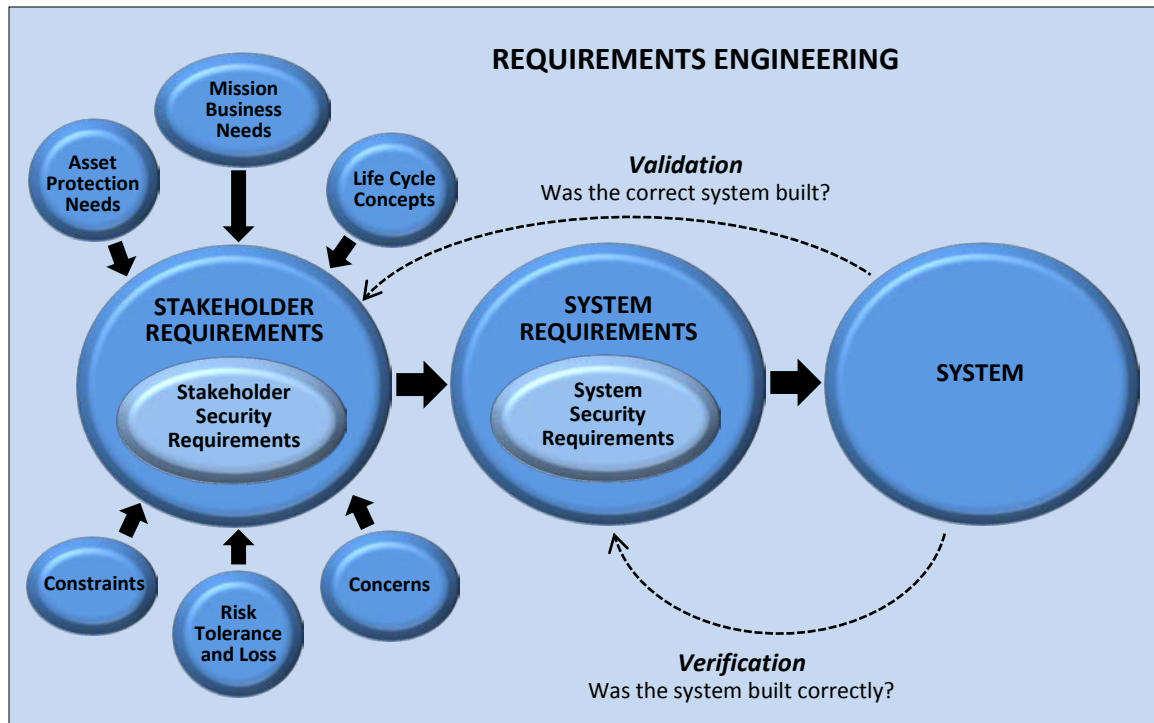 REQUIREMENTS ENGINEERING
Mission
Business
Needs
Asset
Protection
Needs
Life Cycle
Concepts
Validation
Was the correct system built?
STAKEHOLDER
REQUIREMENTS
Stakeholder
Security
Requirements
SYSTEM
REQUIREMENTS
System
Security
Requirements
SYSTEM
Constraints
Risk
Tolerance
and Loss
Concerns
Verification
Was the system built correctly?